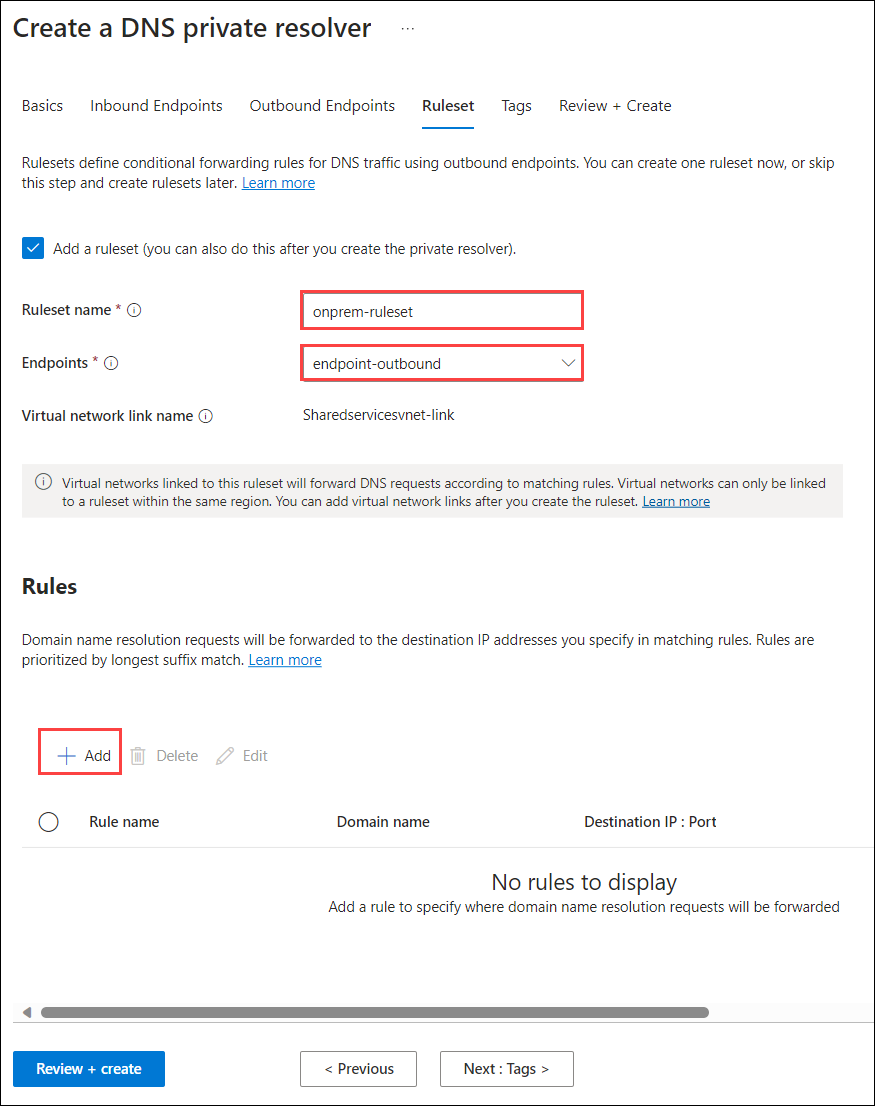 Create a DNS private resolver ...
Basics Inbound Endpoints Outbound Endpoints Ruleset Tags Review + Create
Rulesets define conditional forwarding rules for DNS traffic using outbound endpoints. You can create one ruleset now, or skip
this step and create rulesets later. Learn more
Add a ruleset (you can also do this after you create the private resolver).
Ruleset name *
onprem-ruleset
Endpoints *
endpoint-outbound
Virtual network link name
Sharedservicesvnet-link
Virtual networks linked to this ruleset will forward DNS requests according to matching rules. Virtual networks can only be linked
to a ruleset within the same region. You can add virtual network links after you create the ruleset. Learn more
Rules
Domain name resolution requests will be forwarded to the destination IP addresses you specify in matching rules. Rules are
prioritized by longest suffix match. Learn more
+ Add Delete Edit
Rule name Domain name Destination IP : Port
No rules to display
Add a rule to specify where domain name resolution requests will be forwarded
Review + create < Previous Next : Tags >